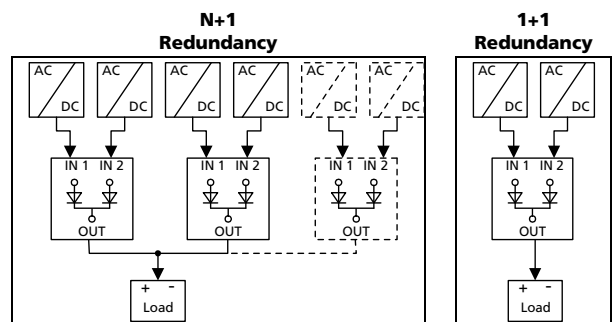 N+1
Redundancy
1+1
Redundancy
AC AC AC AC AC AC AC AC
DC DC DC DC DC DC DC DC
IN 1 IN 2 IN 1 IN 2 IN 1 IN 2 IN 1 IN 2
OUT OUT OUT OUT
+ - + -
Load Load